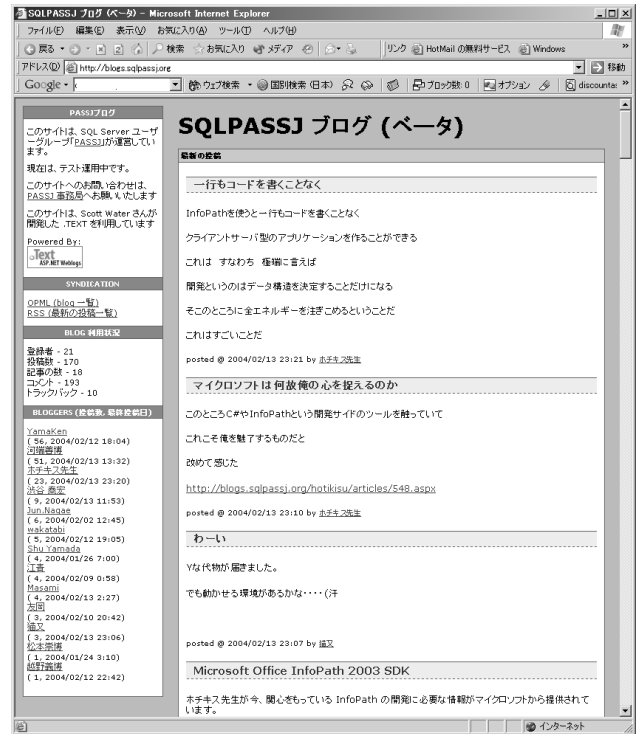 SQLPASSJ ブログ (ベータ) - Microsoft Internet Explorer
ファイル(F) 編集(E) 表示(V) お気に入り(A) ツール(T) ヘルプ(H)
戻る 検索 お気に入り メディア リンク HotMail の無料サービス Windows
アドレス(D) http://blogs.sqlpassj.org 移動
Google ウェブ検索 国別検索 (日本) ブロック数: 0 オプション discountas
PASSJブログ
このサイトは、SQL Server ユーザ
ーグループ「PASSJ」が運営してい
ます。
現在は、テスト運用中です。
このサイトへのお問い合わせは、
PASSJ 事務局へお願いいたします
このサイトは、Scott Water さんが
開発した .TEXT を利用しています
Powered By:
.Text
ASP.NET Weblogs
SYNDICATION
OPML (blog 一覧)
RSS (最新の投稿一覧)
BLOG 利用状況
登録者 - 21
投稿数 - 170
記事の数 - 18
コメント - 193
トラックバック - 10
BLOGGERS (投稿数, 最終投稿日)
YamaKen
( 56, 2004/02/12 18:04)
河端善博
( 51, 2004/02/13 13:32)
ホチキス先生
( 23, 2004/02/13 23:20)
( 9, 2004/02/13 11:53)
Jun.Nagae
( 6, 2004/02/02 12:45)
wakatabi
( 5, 2004/02/12 19:05)
Shu Yamada
( 4, 2004/01/26 7:00)
江香
( 4, 2004/02/09 0:58)
Masami
( 4, 2004/02/13 2:27)
友岡
( 3, 2004/02/10 20:42)
猫又
( 3, 2004/02/13 23:06)
松本崇博
( 1, 2004/01/24 3:10)
越野義博
( 1, 2004/02/12 22:42)
SQLPASSJ ブログ (ベータ)
最新の投稿
一行もコードを書くことなく
InfoPathを使うと一行もコードを書くことなく
クライアントサーバ型のアプリケーションを作ることができる
これは すなわち 極端に言えば
開発というのはデータ構造を決定することだけになる
そこのところに全エネルギーを注ぎこめるということだ
これはすごいことだ
posted @ 2004/02/13 23:21 by ホチキス先生
マイクロソフトは何故俺の心を捉えるのか
このところC#やInfoPathという開発サイドのツールを触っていて
これこそ俺を魅了するものだと
改めて感じた
http://blogs.sqlpassj.org/hotikisu/articles/548.aspx
posted @ 2004/02/13 23:10 by ホチキス先生
わーい
Yな代物が届きました。
でも動かせる環境があるかな・・・・(汗
posted @ 2004/02/13 23:07 by 猫又
Microsoft Office InfoPath 2003 SDK
ホチキス先生が今、関心をもっている InfoPath の開発に必要な情報がマイクロソフトから提供されて
います。
インターネット